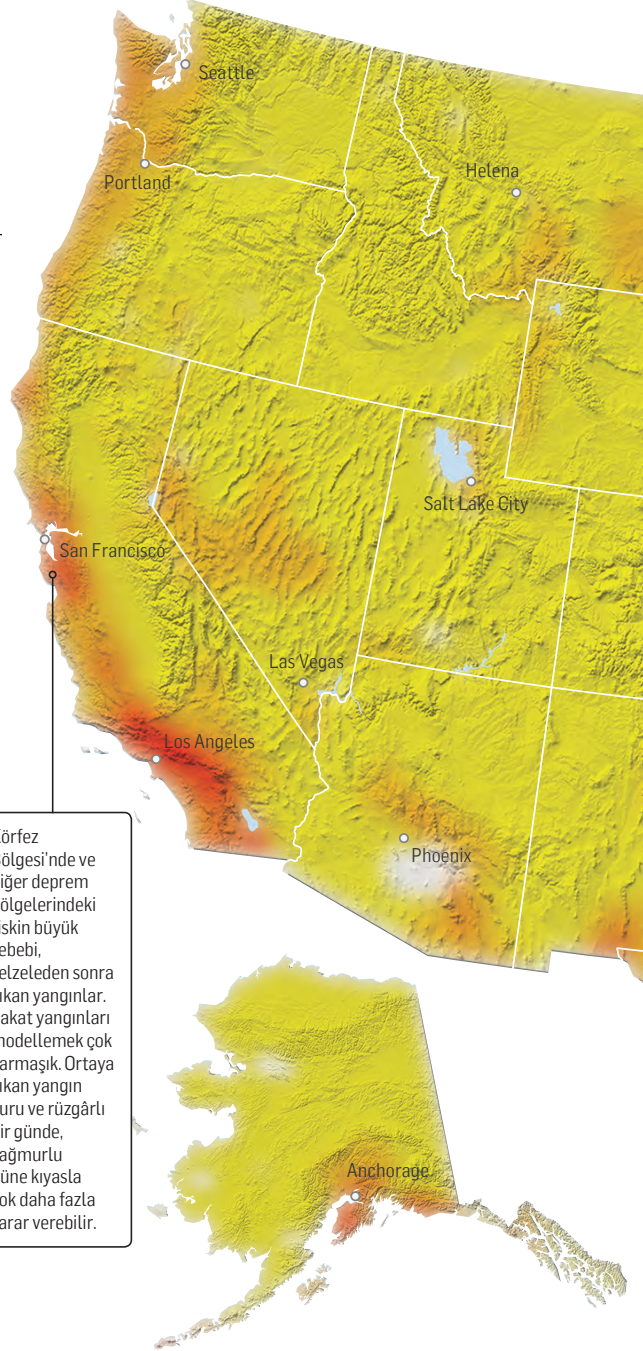 Seattle
Portland
Helena
Salt Lake City
San Francisco
Las Vegas
Los Angeles
Phoenix
örfez
ölgesi'nde ve
iğer deprem
ölgelerindeki
iskin büyük
ebebi,
elzeleden sonra
ıkan yangınlar.
akat yangınları
modellemek çok
armaşık. Ortaya
ıkan yangın
uru ve rüzgârlı
ir günde,
ağmurlu
üne kıyasla
ok daha fazla
arar verebilir.
Anchorage